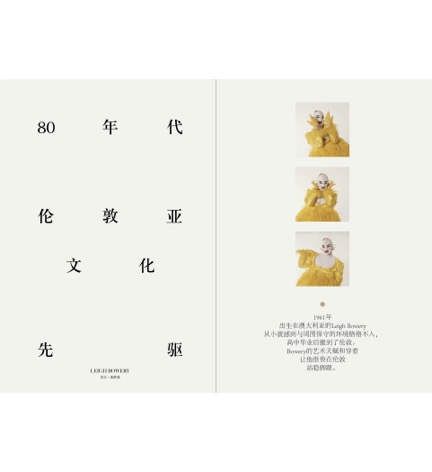 80 年 代
伦 敦 亚
文 化
先 驱
LEIGH BOWERY
1961年
出生在澳大利亚的Leigh Bowery
从小就感到与周围保守的环境格格不入,
高中毕业后搬到了伦敦。
Bowery的艺术天赋和穿着
让他很快在伦敦
站稳脚跟。